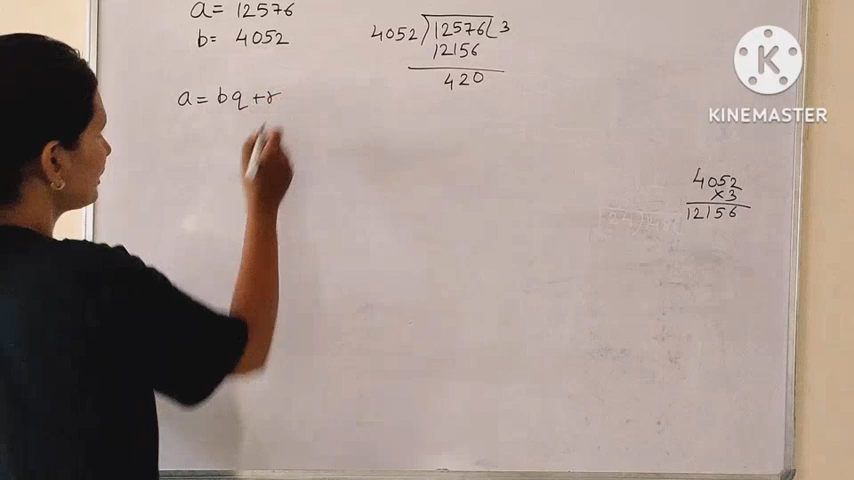 a = 12576
b = 4052
4052 ) 12576 ( 3
12156
420
a = bq + r
4052
× 3
12156
K
KINEMASTER